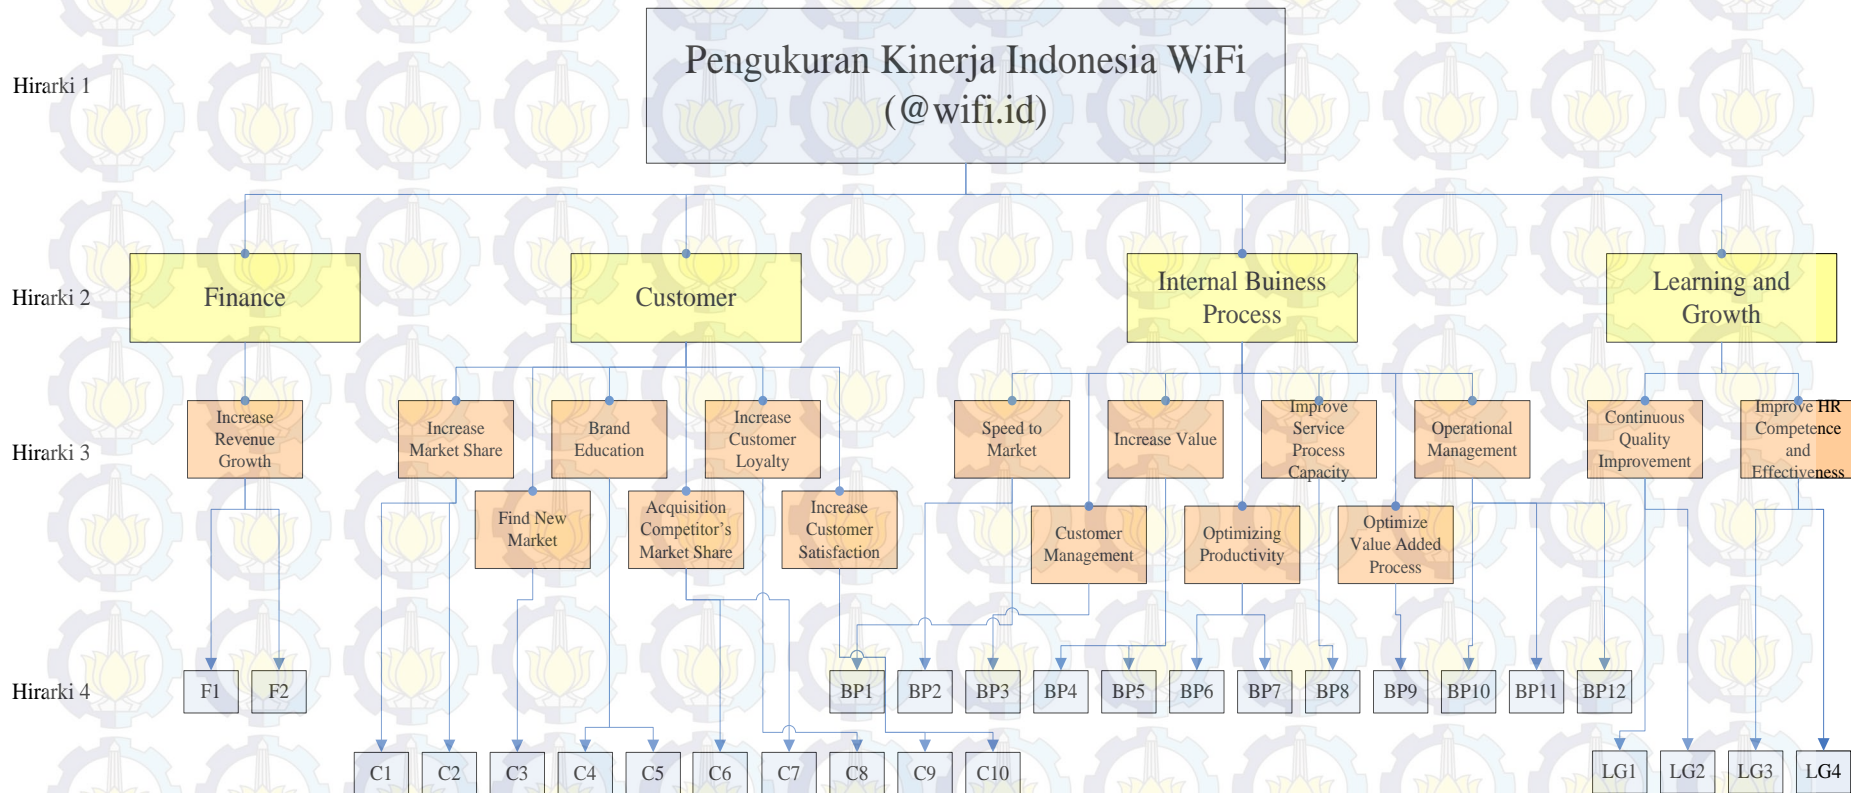 Pengukuran Kinerja Indonesia WiFi
(@wifi.id)
Hirarki 1
Hirarki 2
Finance
Customer
Internal Buiness
Process
Learning and
Growth
Hirarki 3
Increase
Revenue
Growth
Increase
Market Share
Brand
Education
Increase
Customer
Loyalty
Speed to
Market
Increase Value
Improve
Service
Process
Capacity
Operational
Management
Continuous
Quality
Improvement
Improve HR
Competence
and
Effectiveness
Find New
Market
Acquisition
Competitor's
Market Share
Increase
Customer
Satisfaction
Customer
Management
Optimizing
Productivity
Optimize
Value Added
Process
Hirarki 4
F1
F2
BP1
BP2
BP3
BP4
BP5
BP6
BP7
BP8
BP9
BP10
BP11
BP12
C1
C2
C3
C4
C5
C6
C7
C8
C9
C10
LG1
LG2
LG3
LG4